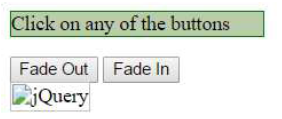 Click on any of the buttons
Fade Out Fade In
jQuery